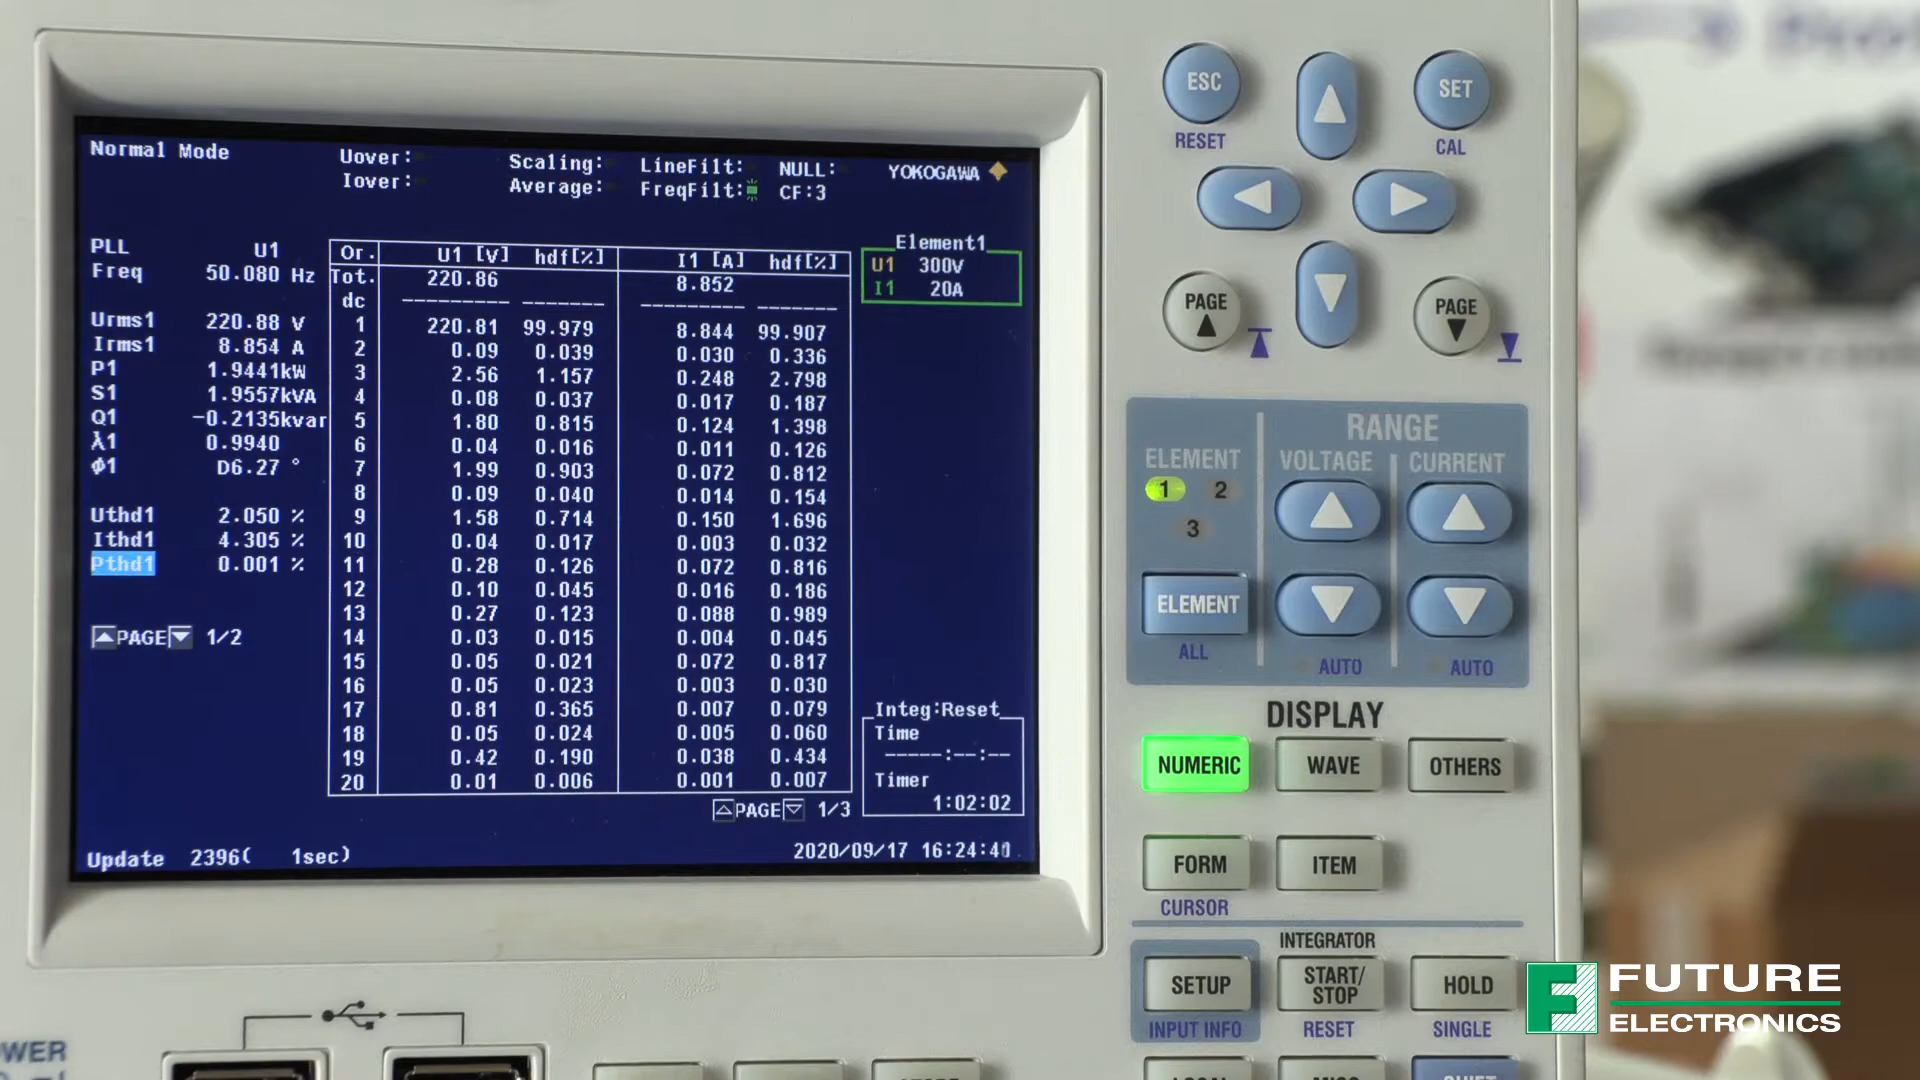 Normal Mode
Uover:
Iover:
Scaling:
Average:
LineFilt:
FreqFilt:
NULL:
CF:3
YOKOGAWA
PLL U1
Freq 50.080 Hz
Urms1 220.88 V
Irms1 8.854 A
P1 1.9441kW
S1 1.9557kVA
Q1 -0.2135kvar
λ1 0.9940
Φ1 D6.27 °
Uthd1 2.050 %
Ithd1 4.305 %
Pthd1 0.001 %
PAGE 1/2
Or. U1 [V] hdf[%] I1 [A] hdf[%]
Tot. 220.86 8.852
dc -------- ------- -------- -------
1 220.81 99.979 8.844 99.907
2 0.09 0.039 0.030 0.336
3 2.56 1.157 0.248 2.798
4 0.08 0.037 0.017 0.187
5 1.80 0.815 0.124 1.398
6 0.04 0.016 0.011 0.126
7 1.99 0.903 0.072 0.812
8 0.09 0.040 0.014 0.154
9 1.58 0.714 0.150 1.696
10 0.04 0.017 0.003 0.032
11 0.28 0.126 0.072 0.816
12 0.10 0.045 0.016 0.186
13 0.27 0.123 0.088 0.989
14 0.03 0.015 0.004 0.045
15 0.05 0.021 0.072 0.817
16 0.05 0.023 0.003 0.030
17 0.81 0.365 0.007 0.079
18 0.05 0.024 0.005 0.060
19 0.42 0.190 0.038 0.434
20 0.01 0.006 0.001 0.007
PAGE 1/3
Element1
U1 300V
I1 20A
Integ:Reset
Time
-----:--:--
Timer
1:02:02
Update 2396( 1sec)
2020/09/17 16:24:40
ESC
RESET
SET
CAL
PAGE
PAGE
RANGE
ELEMENT
VOLTAGE
CURRENT
1 2
3
ELEMENT
ALL
AUTO
AUTO
DISPLAY
NUMERIC
WAVE
OTHERS
FORM
ITEM
CURSOR
INTEGRATOR
SETUP
START/
STOP
HOLD
INPUT INFO
RESET
SINGLE
FUTURE
ELECTRONICS